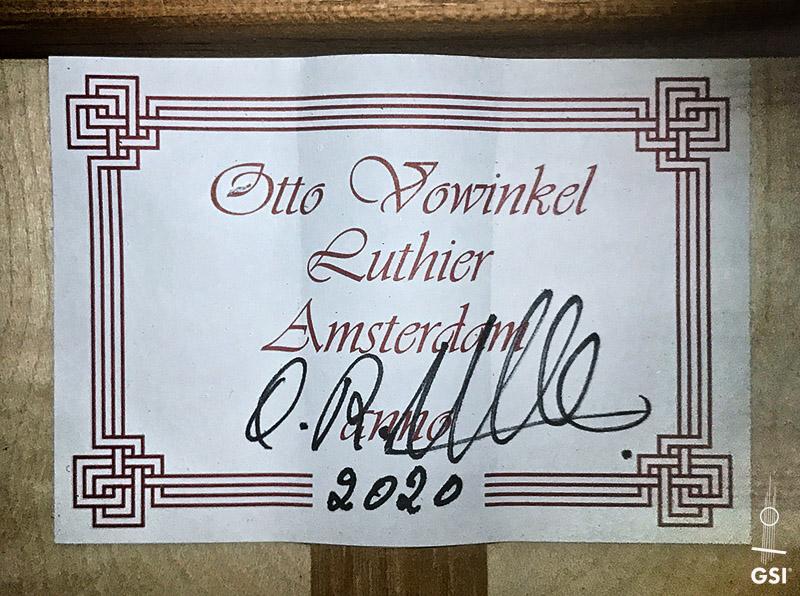 Otto Vowinkel
Luthier
Amsterdam
anno
2020
GSI